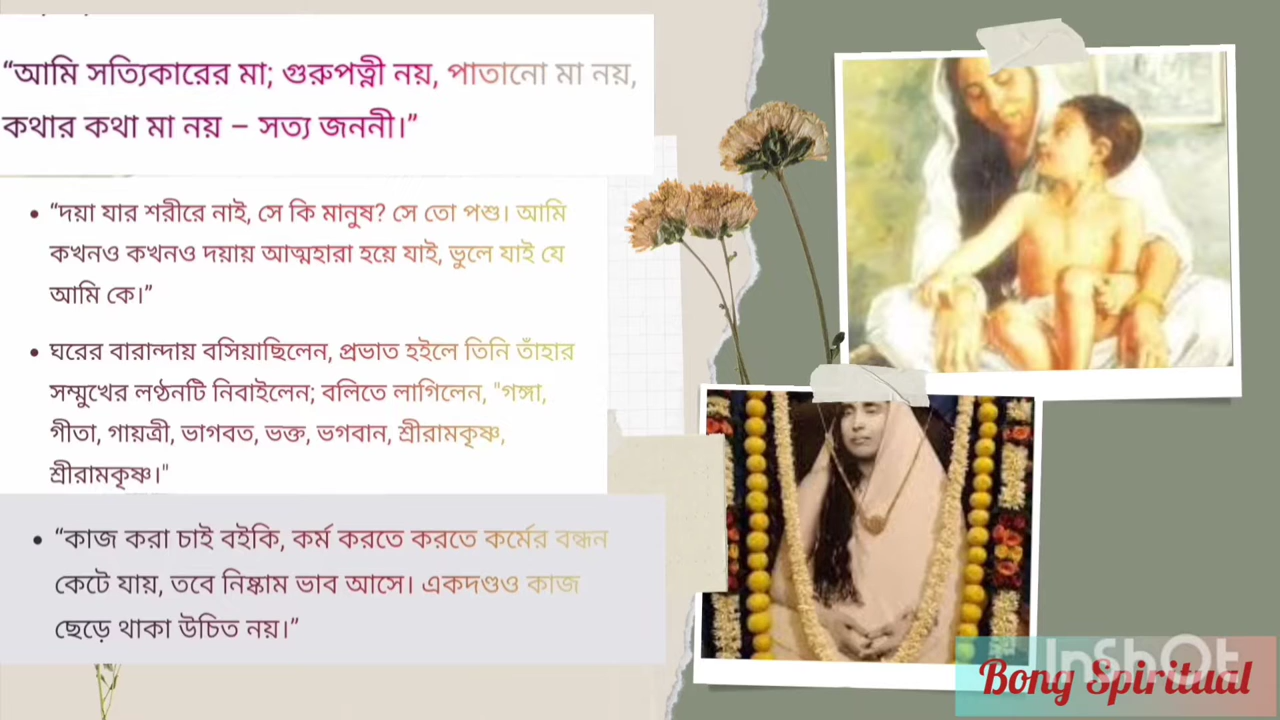 “আমি সত্যিকারের মা; গুরুপত্নী নয়, পাতানো মা নয়,
কথার কথা মা নয় – সত্য জননী।”
• “দয়া যার শরীরে নাই, সে কি মানুষ? সে তো পশু। আমি
কখনও কখনও দয়ায় আত্মহারা হয়ে যাই, ভুলে যাই যে
আমি কে।”
• ঘরের বারান্দায় বসিয়াছিলেন, প্রভাত হইলে তিনি তাঁহার
সম্মুখের লণ্ঠনটি নিবাইলেন; বলিতে লাগিলেন, "গঙ্গা,
গীতা, গায়ত্রী, ভাগবত, ভক্ত, ভগবান, শ্রীরামকৃষ্ণ,
শ্রীরামকৃষ্ণ।"
• “কাজ করা চাই বইকি, কর্ম করতে করতে কর্মের বন্ধন
কেটে যায়, তবে নিষ্কাম ভাব আসে। একদণ্ডও কাজ
ছেড়ে থাকা উচিত নয়।”
InShOt
Bong Spiritual